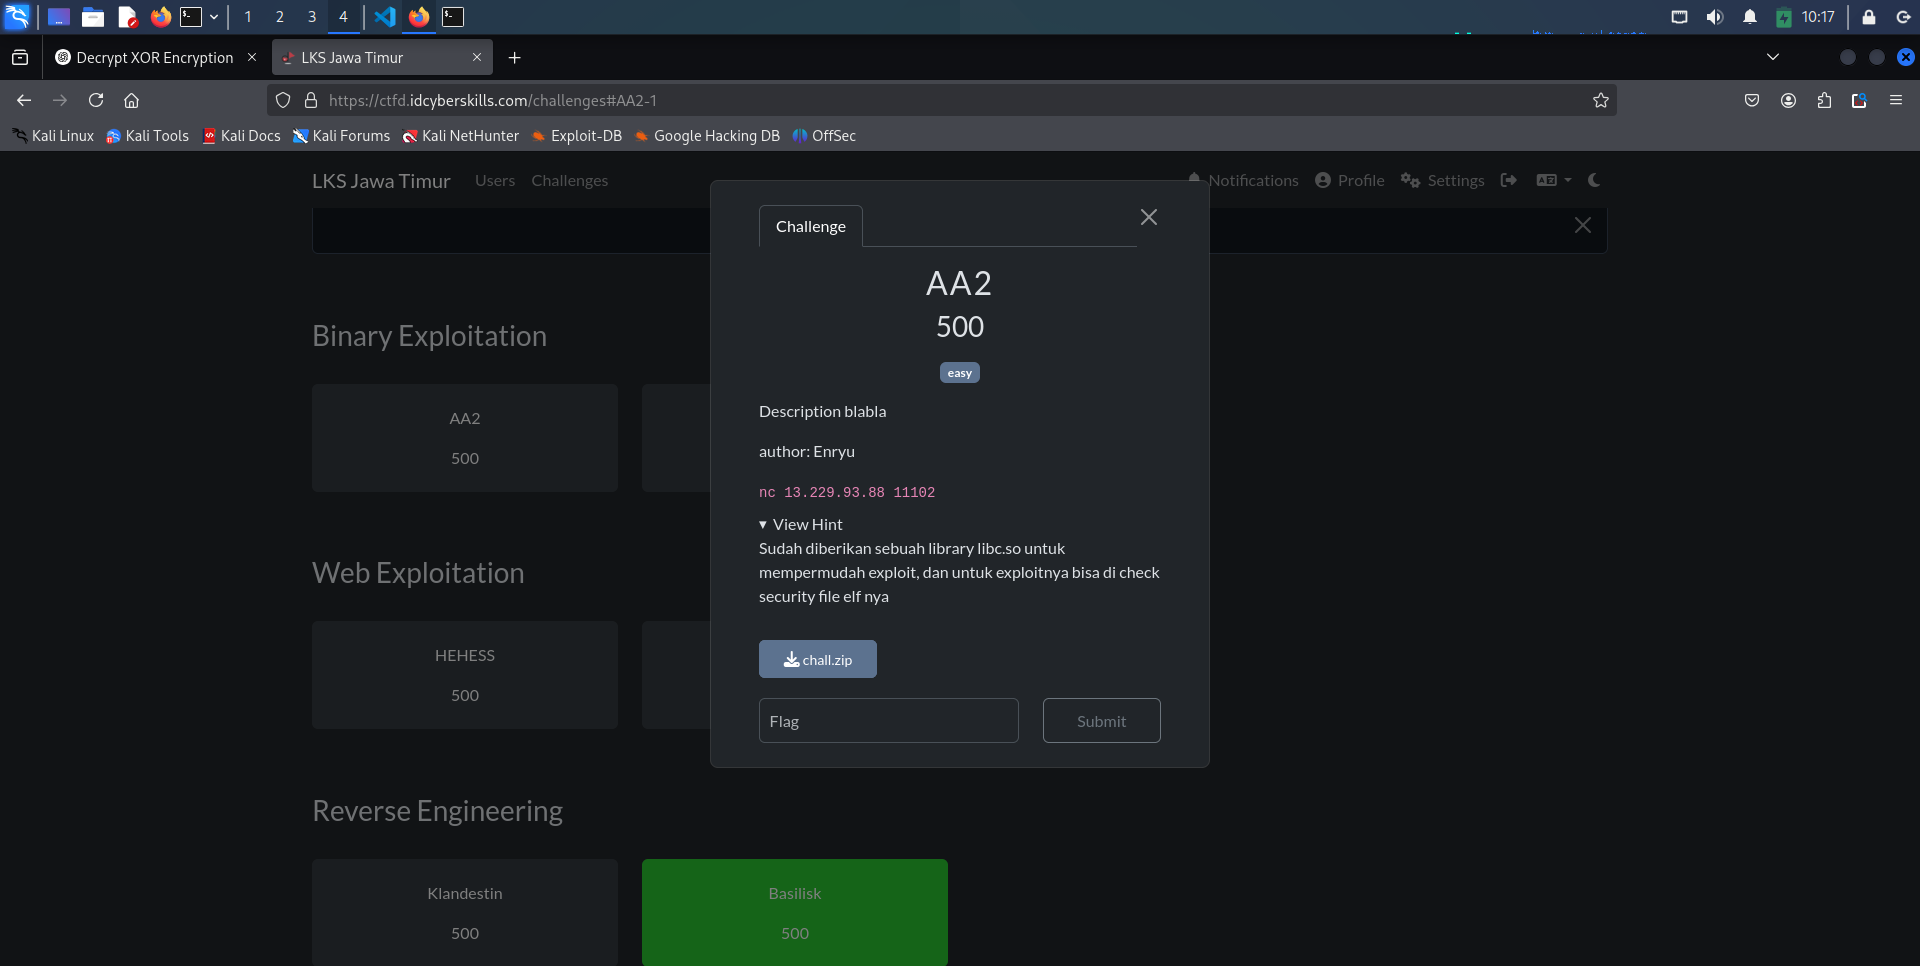 1 2 3 4 10:17
Decrypt XOR Encryption
LKS Jawa Timur
https://ctfd.idcyberskills.com/challenges#AA2-1
Kali Linux Kali Tools Kali Docs Kali Forums Kali NetHunter Exploit-DB Google Hacking DB OffSec
LKS Jawa Timur Users Challenges Notifications Profile Settings
Challenge
AA2
500
easy
Description blabla
author: Enryu
nc 13.229.93.88 11102
▾ View Hint
Sudah diberikan sebuah library libc.so untuk
mempermudah exploit, dan untuk exploitnya bisa di check
security file elf nya
chall.zip
Flag Submit
Binary Exploitation
AA2
500
Web Exploitation
HEHESS
500
Reverse Engineering
Klandestin
500
Basilisk
500